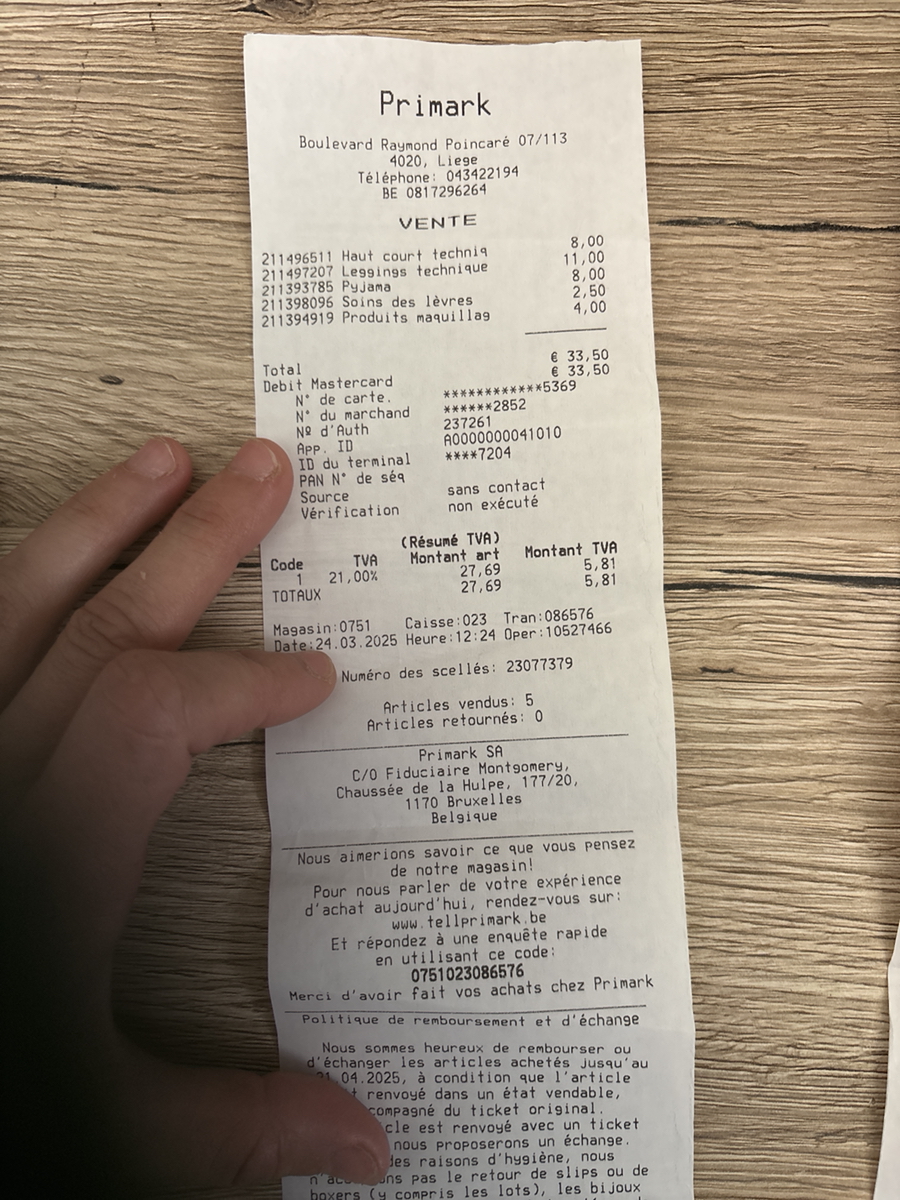 Primark
Boulevard Raymond Poincaré 07/113
4020, Liege
Téléphone: 043422194
BE 0817296264
VENTE
211496511 Haut court techniq 8,00
211497207 Leggings technique 11,00
211393785 Pyjama 8,00
211398096 Soins des lèvres 2,50
211394919 Produits maquillag 4,00
Total € 33,50
Debit Mastercard € 33,50
N° de carte. ************5369
N° du marchand ******2852
Nº d'Auth 237261
App. ID A0000000041010
ID du terminal ****7204
PAN N° de séq
Source sans contact
Vérification non exécuté
(Résumé TVA)
Code TVA Montant art Montant TVA
1 21,00% 27,69 5,81
TOTAUX 27,69 5,81
Magasin:0751 Caisse:023 Tran:086576
Date:24.03.2025 Heure:12:24 Oper:10527466
Numéro des scellés: 23077379
Articles vendus: 5
Articles retournés: 0
Primark SA
C/O Fiduciaire Montgomery,
Chaussée de la Hulpe, 177/20,
1170 Bruxelles
Belgique
Nous aimerions savoir ce que vous pensez
de notre magasin!
Pour nous parler de votre expérience
d'achat aujourd'hui, rendez-vous sur:
www.tellprimark.be
Et répondez à une enquête rapide
en utilisant ce code:
0751023086576
Merci d'avoir fait vos achats chez Primark
Politique de remboursement et d'échange
Nous sommes heureux de rembourser ou
d'échanger les articles achetés jusqu'au
04.2025, à condition que l'article
renvoyé dans un état vendable,
du ticket original.
est renvoyé avec un ticket
nous proposerons un échange.
des raisons d'hygiène, nous
pas le retour de slips ou de
boxers (y compris les lots), les bijoux